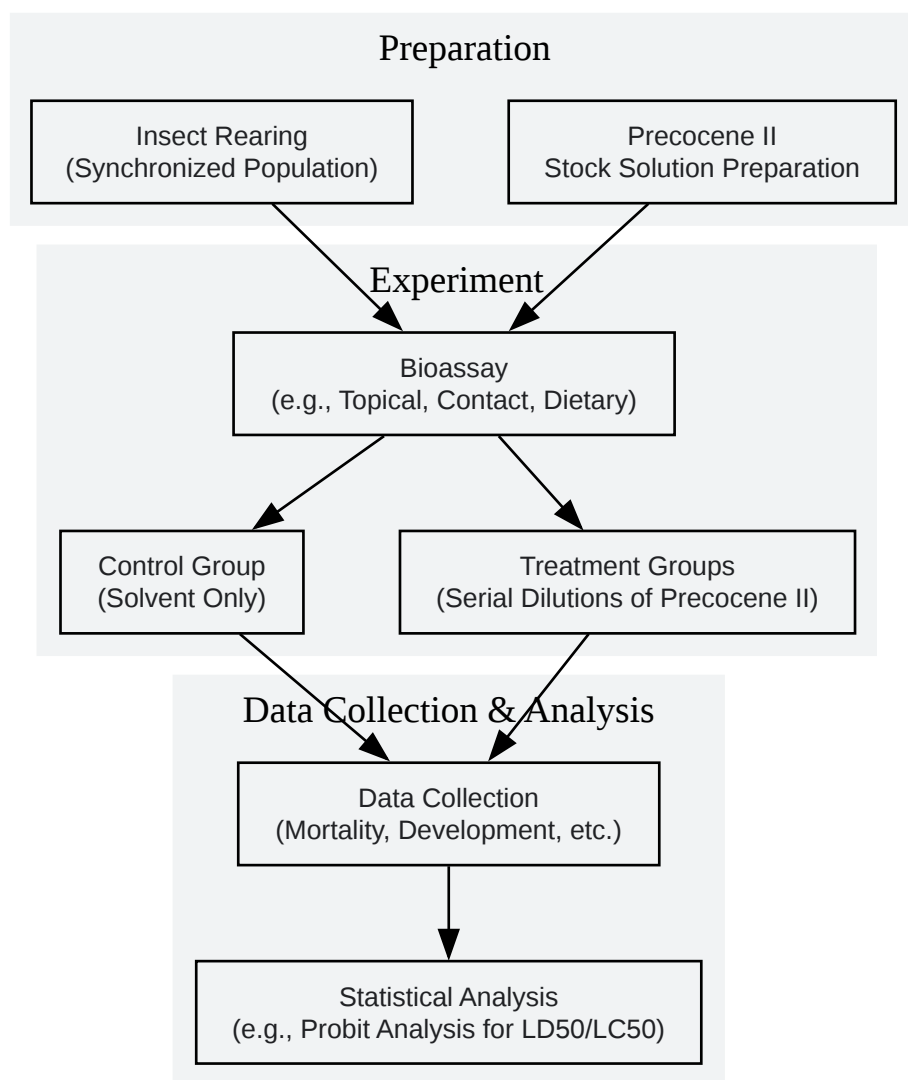 Preparation
Insect Rearing
(Synchronized Population)
Precocene II
Stock Solution Preparation
Experiment
Bioassay
(e.g., Topical, Contact, Dietary)
Control Group
(Solvent Only)
Treatment Groups
(Serial Dilutions of Precocene II)
Data Collection & Analysis
Data Collection
(Mortality, Development, etc.)
Statistical Analysis
(e.g., Probit Analysis for LD50/LC50)